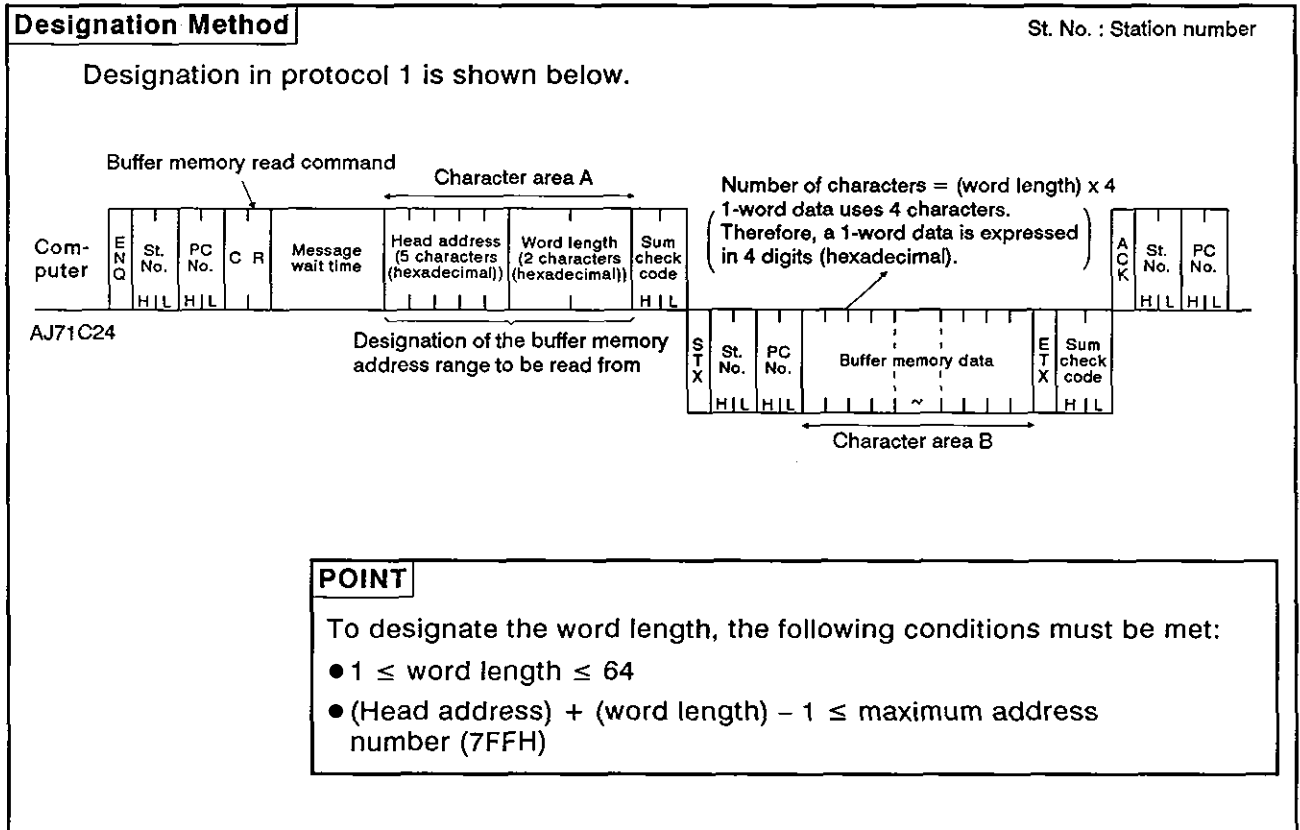 Designation Method
St. No. : Station number
Designation in protocol 1 is shown below.
Buffer memory read command
Character area A
Number of characters = (word length) x 4
1-word data uses 4 characters.
Therefore, a 1-word data is expressed
in 4 digits (hexadecimal).
Com-
puter
ENQ
St.
No.
H L
PC
No.
H L
C R
Message
wait time
Head address
(5 characters
(hexadecimal))
Word length
(2 characters
(hexadecimal))
Sum
check
code
H L
ACK
St.
No.
H L
PC
No.
H L
AJ71C24
Designation of the buffer memory
address range to be read from
STX
St.
No.
H L
PC
No.
H L
Buffer memory data
~
ETX
Sum
check
code
H L
Character area B
POINT
To designate the word length, the following conditions must be met:
● 1 ≤ word length ≤ 64
● (Head address) + (word length) – 1 ≤ maximum address
number (7FFH)